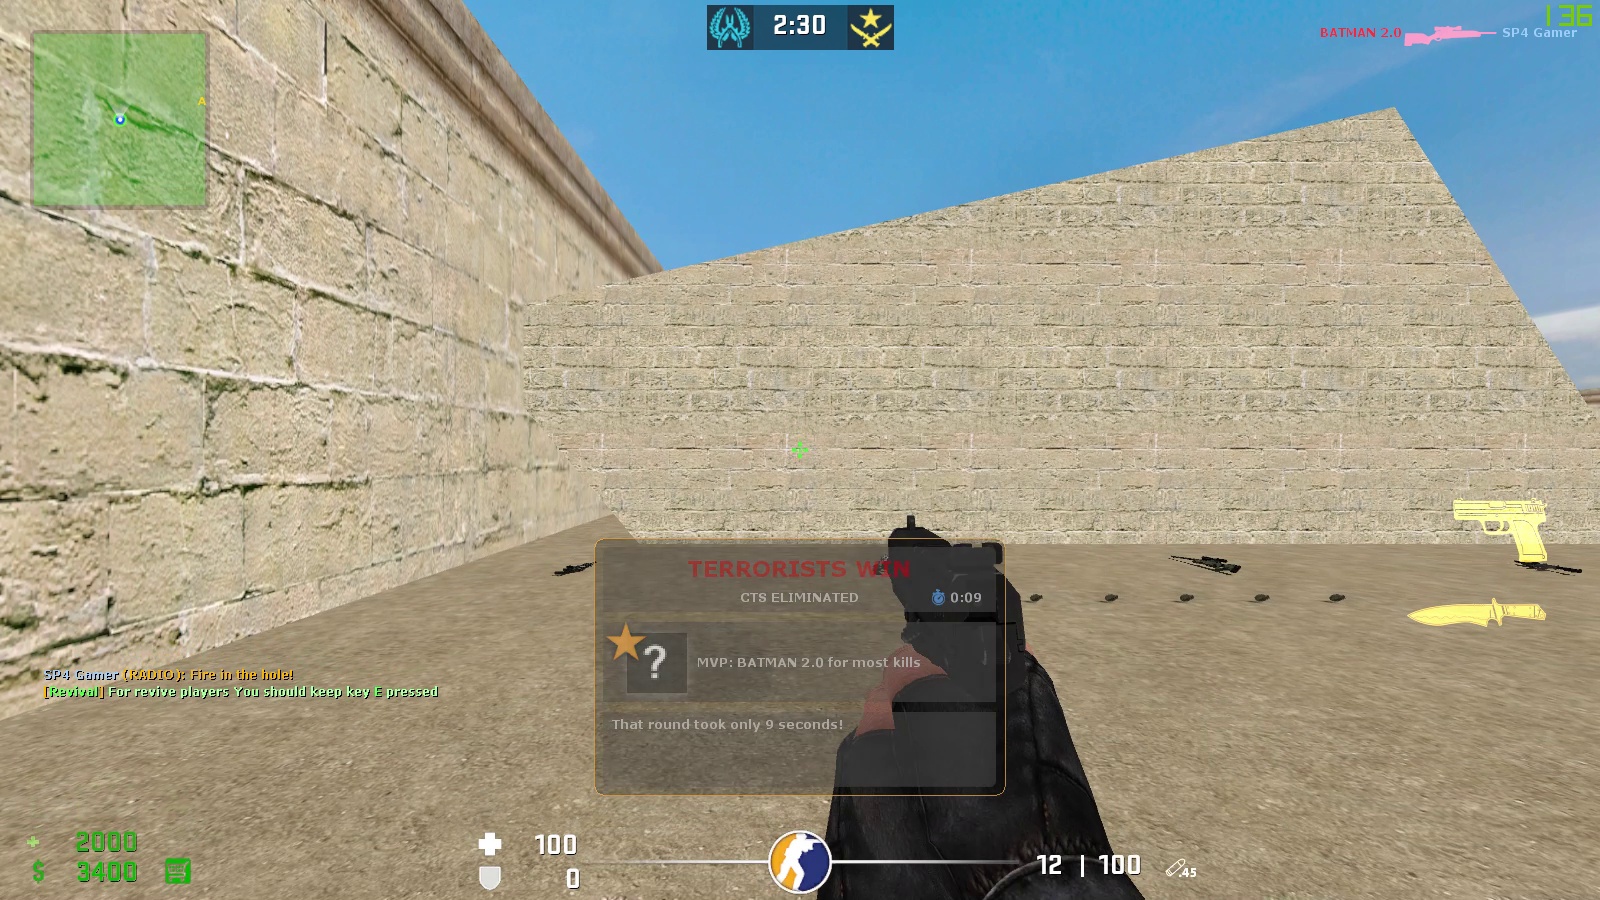 2:30
136
BATMAN 2.0 SP4 Gamer
A
TERRORISTS WIN
CTS ELIMINATED 0:09
?
MVP: BATMAN 2.0 for most kills
That round took only 9 seconds!
SP4 Gamer (RADIO): Fire in the hole!
[Revival] For revive players You should keep key E pressed
+ 2000
$ 3400
100
0
12 | 100 .45